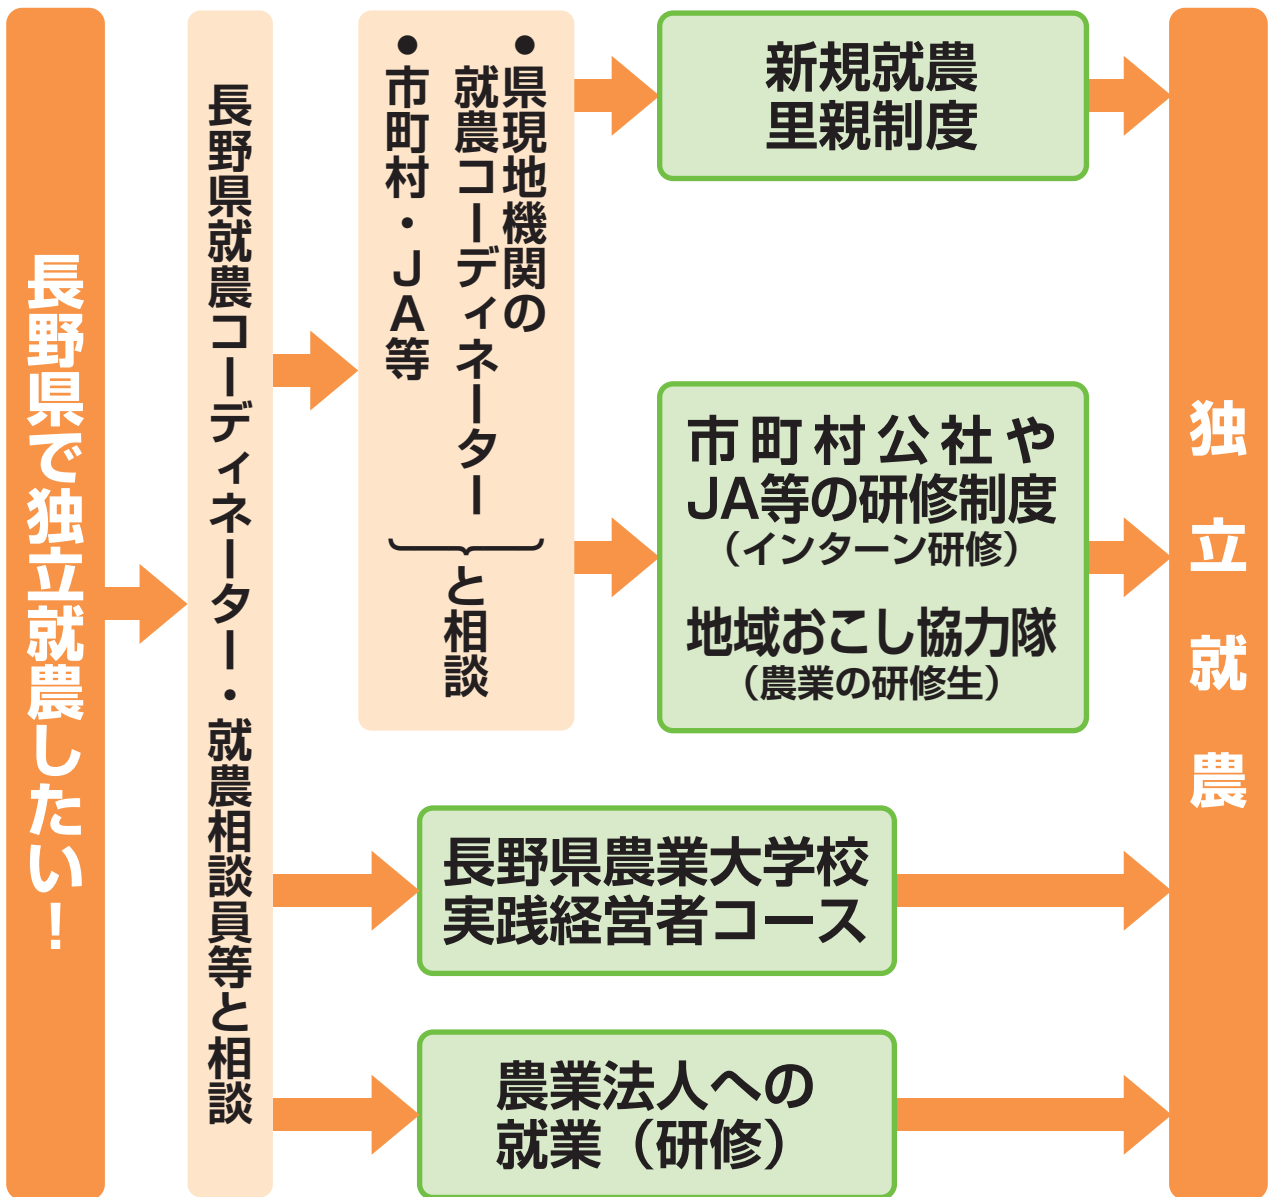 長野県で独立就農したい！
長野県就農コーディネーター・就農相談員等と相談
●県現地機関の
就農コーディネーター
●市町村・ＪＡ等
と相談
新規就農
里親制度
市町村公社や
JA等の研修制度
（インターン研修）
地域おこし協力隊
（農業の研修生）
長野県農業大学校
実践経営者コース
農業法人への
就業（研修）
独立就農